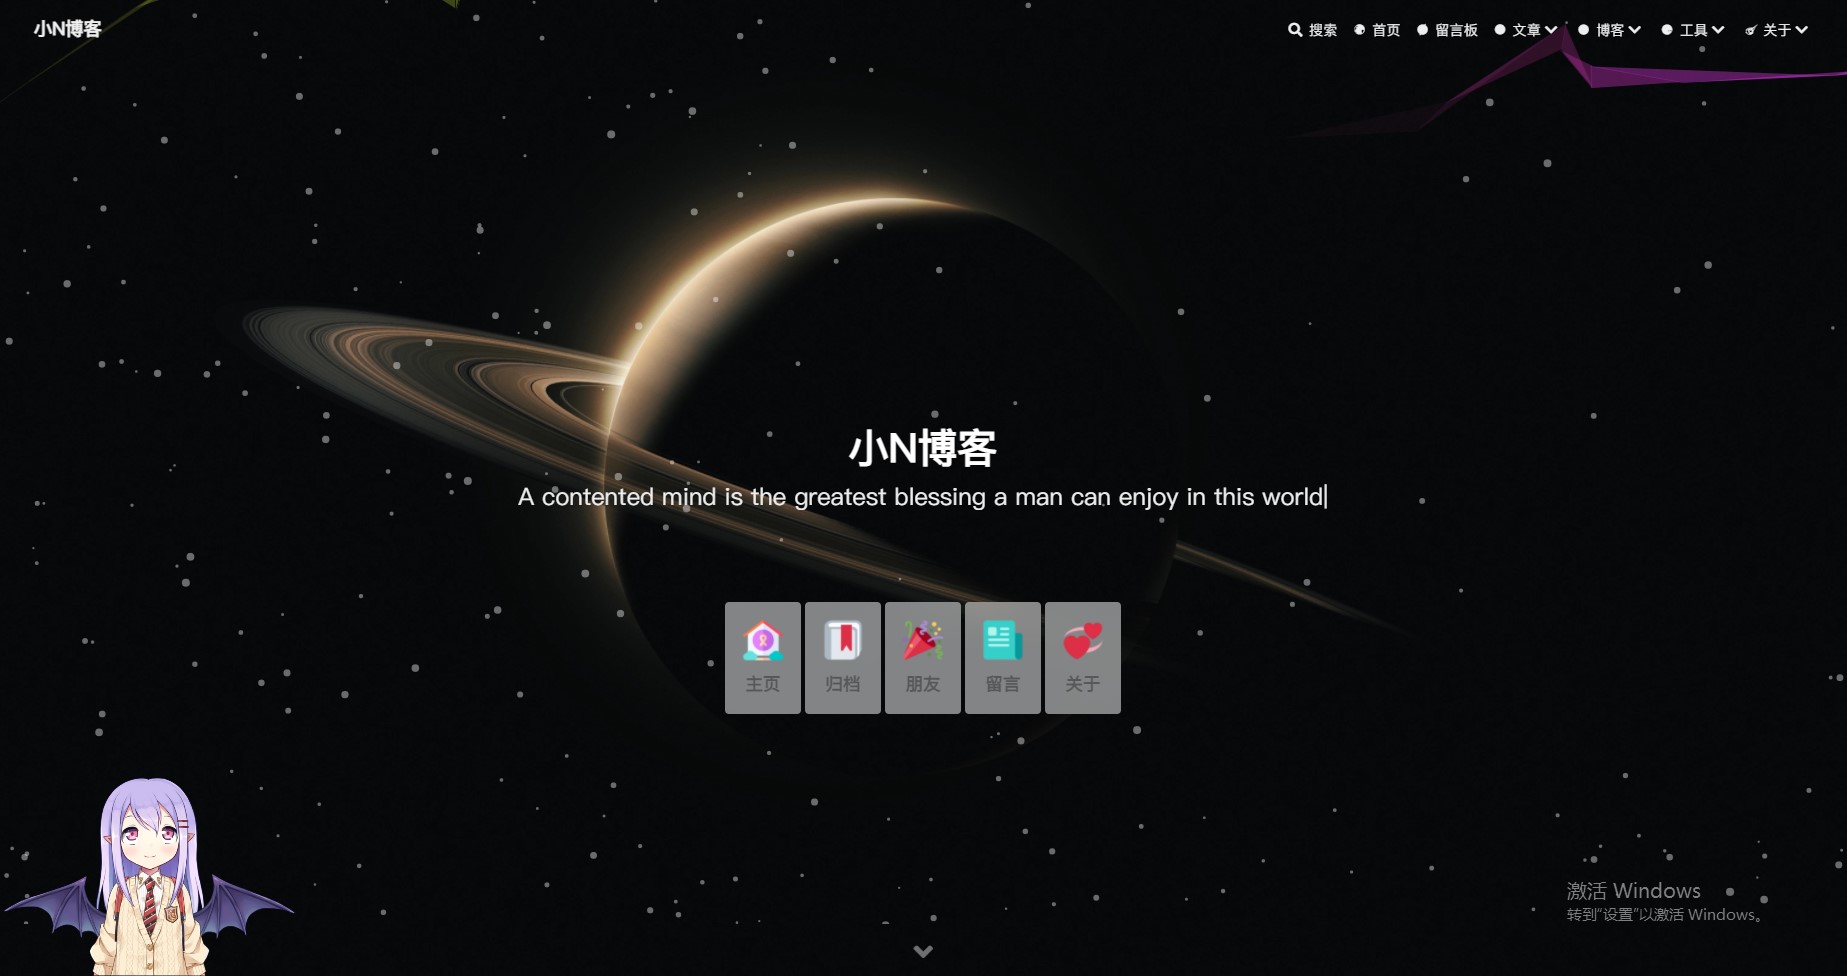 小N博客
搜索 首页 留言板 文章 博客 工具 关于
小N博客
A contented mind is the greatest blessing a man can enjoy in this world|
主页 归档 朋友 留言 关于
激活 Windows
转到"设置"以激活 Windows。